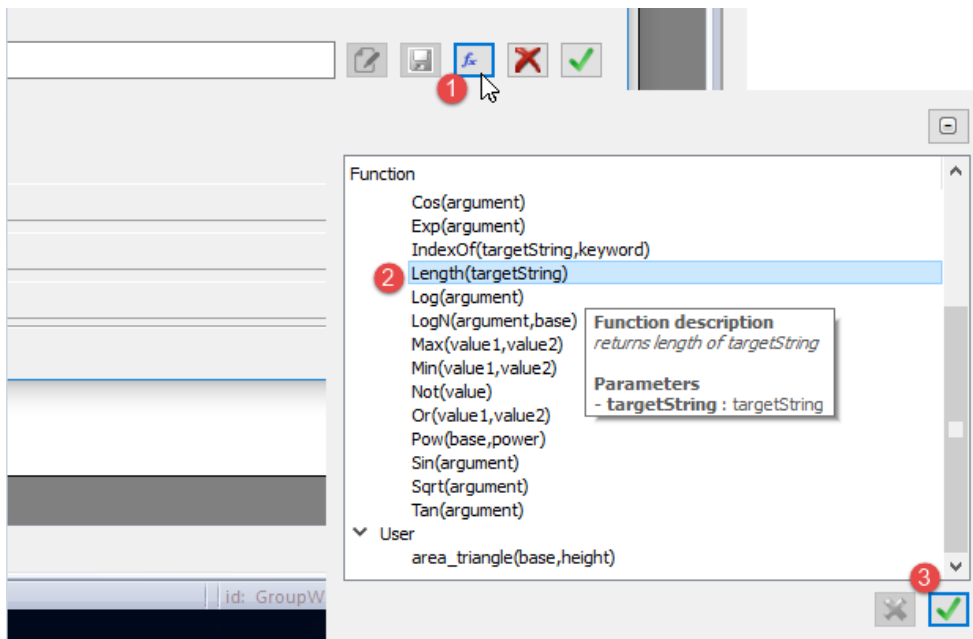 fx
1
Function
Cos(argument)
Exp(argument)
IndexOf(targetString,keyword)
2
Length(targetString)
Log(argument)
LogN(argument,base)
Max(value1,value2)
Min(value1,value2)
Not(value)
Or(value1,value2)
Pow(base,power)
Sin(argument)
Sqrt(argument)
Tan(argument)
User
area_triangle(base,height)
Function description
returns length of targetString
Parameters
- targetString : targetString
3
id: GroupW